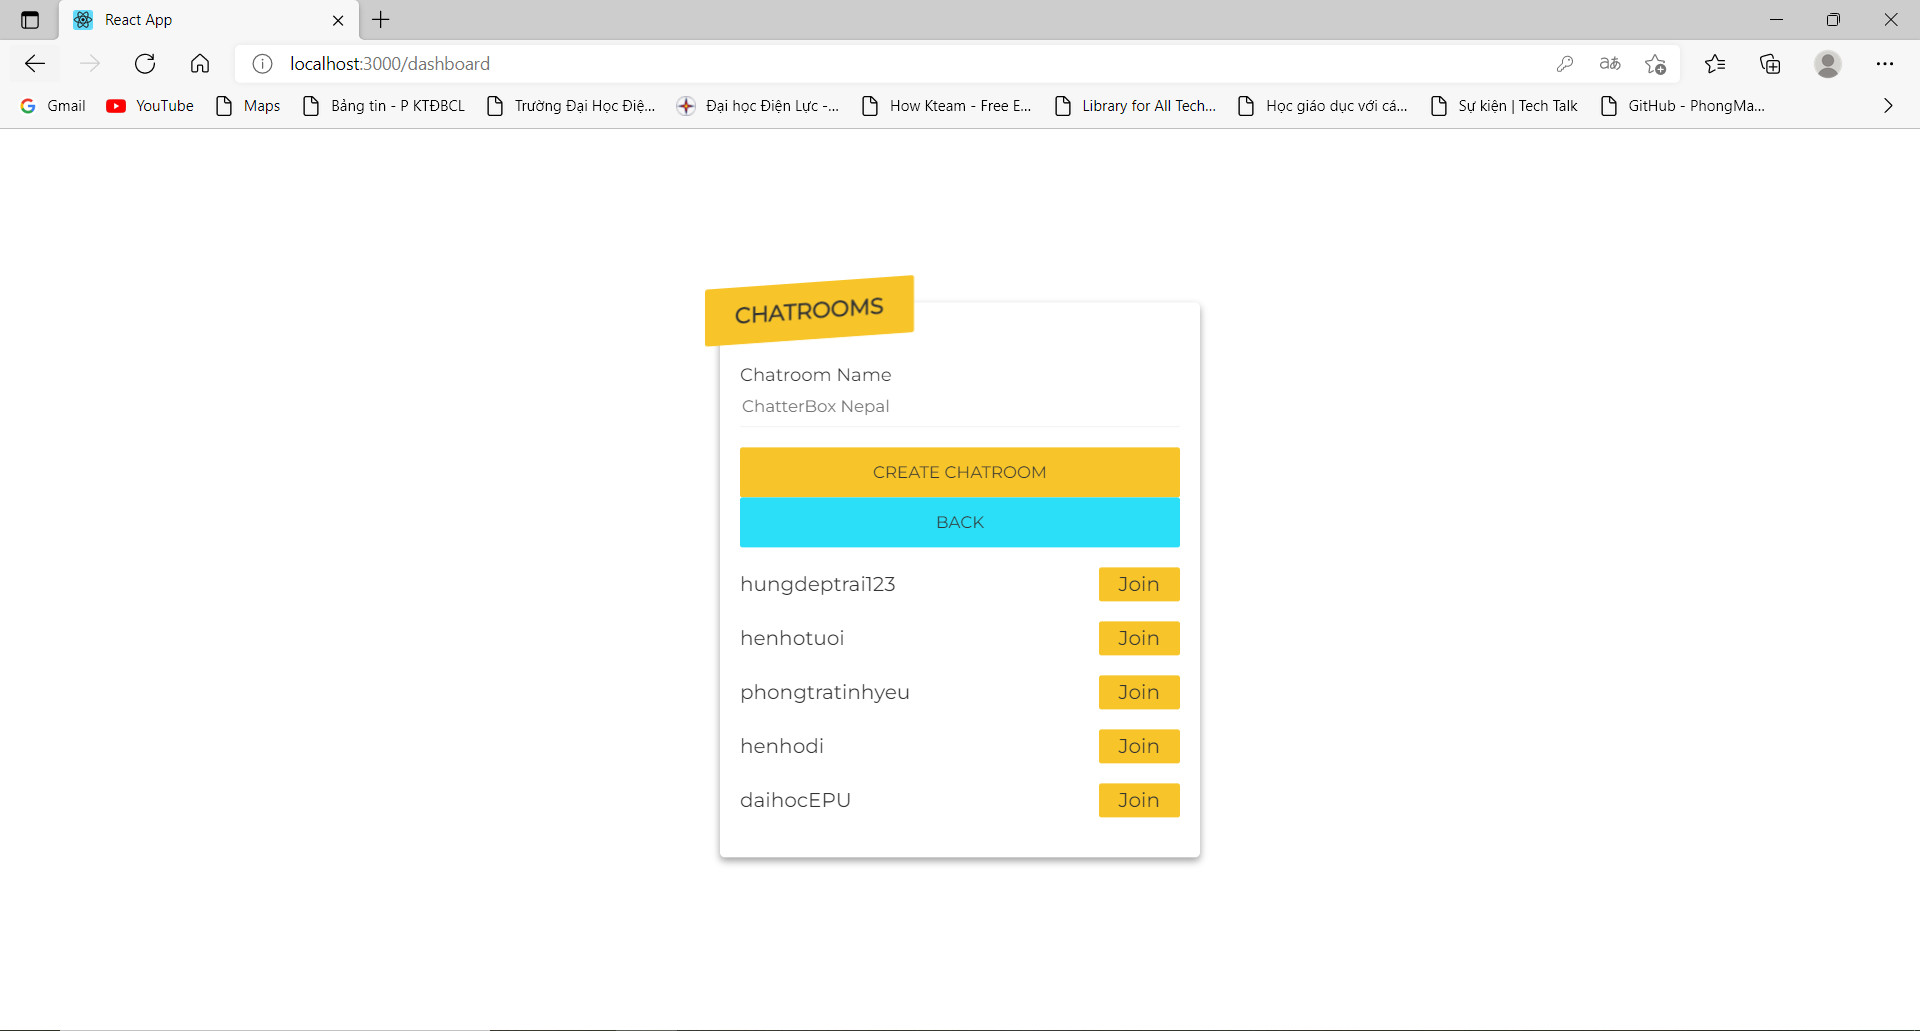 React App
localhost:3000/dashboard
aあ
Gmail YouTube Maps Bảng tin - P KTĐBCL Trường Đại Học Điệ... Đại học Điện Lực -... How Kteam - Free E... Library for All Tech... Học giáo dục với cá... Sự kiện | Tech Talk GitHub - PhongMa...
CHATROOMS
Chatroom Name
ChatterBox Nepal
CREATE CHATROOM
BACK
hungdeptrai123 Join
henhotuoi Join
phongtratinhyeu Join
henhodi Join
daihocEPU Join